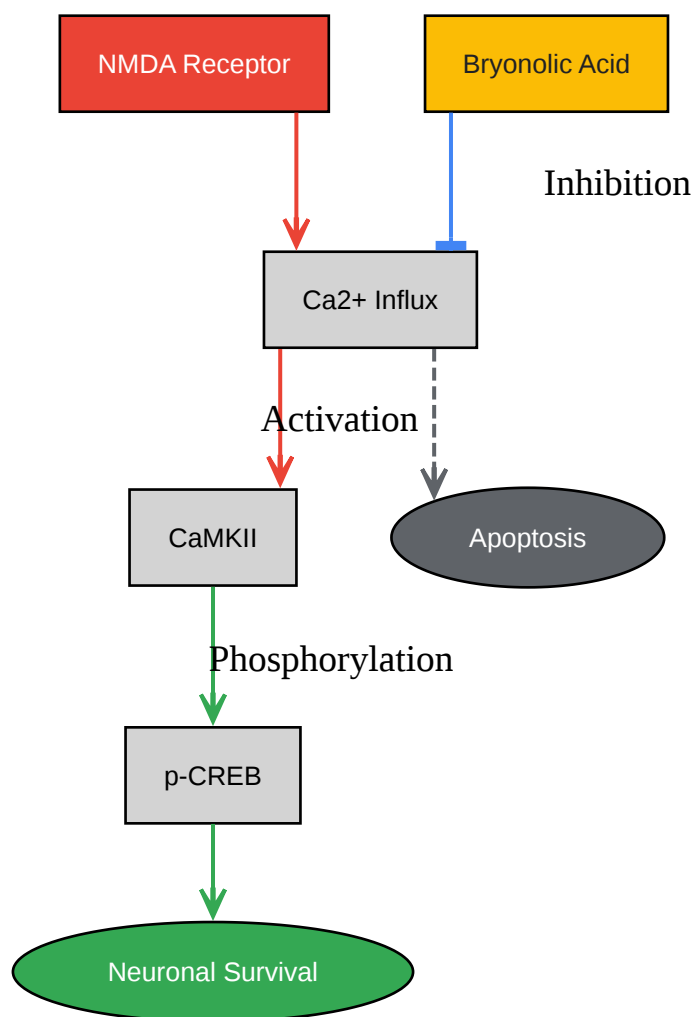 NMDA Receptor
Bryonolic Acid
Inhibition
Ca2+ Influx
Activation
CaMKII
Apoptosis
Phosphorylation
p-CREB
Neuronal Survival